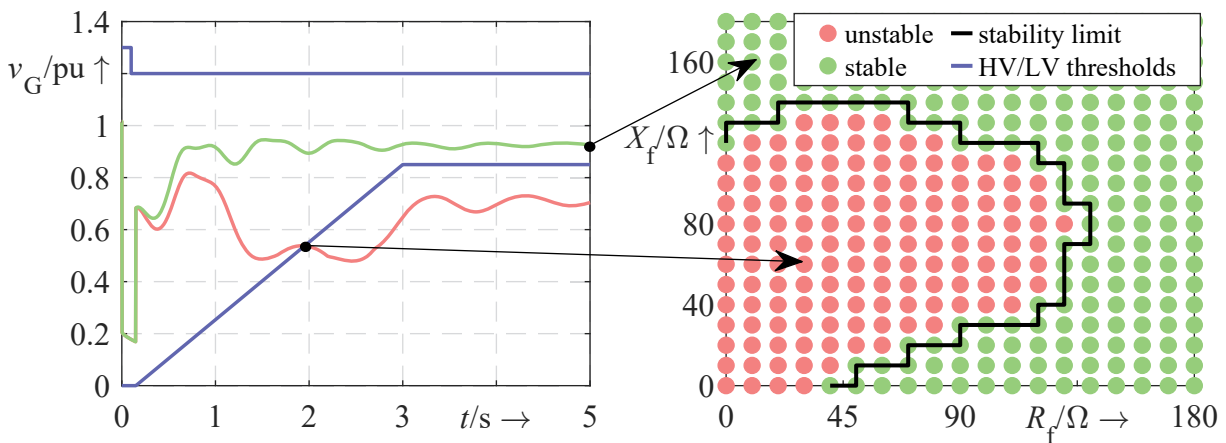 1.4
v_G/pu ↑
1
0.8
0.6
0.4
0.2
0
0
1
2
3
t/s →
5
unstable
stability limit
stable
HV/LV thresholds
160
X_f/Ω ↑
80
40
0
0
45
90
R_f/Ω →
180